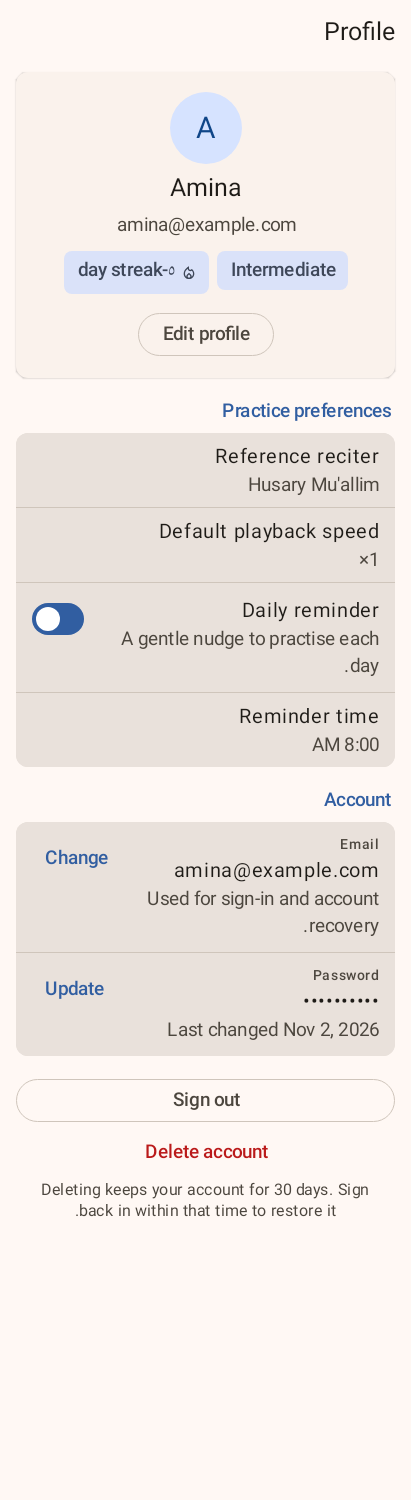 Profile
A
Amina
amina@example.com
Intermediate
day streak-
Edit profile
Practice preferences
Reference reciter
Husary Mu'allim
Default playback speed
×1
Daily reminder
A gentle nudge to practise each
.day
Reminder time
AM 8:00
Account
Email
amina@example.com
Used for sign-in and account
.recovery
Change
Password
••••••••••
Last changed Nov 2, 2026
Update
Sign out
Delete account
Deleting keeps your account for 30 days. Sign
.back in within that time to restore it